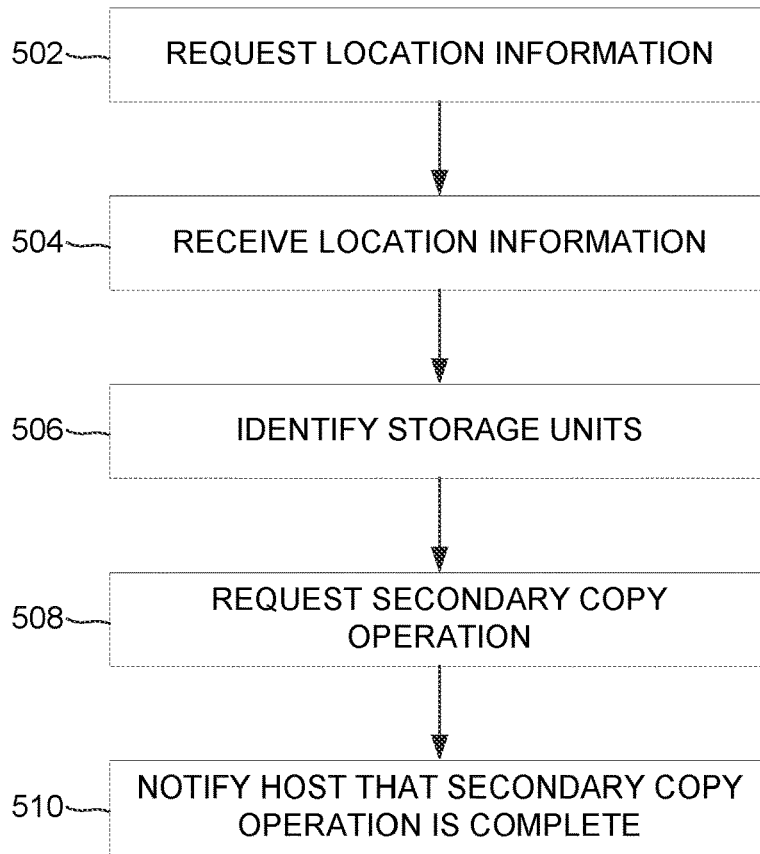 502 REQUEST LOCATION INFORMATION
504 RECEIVE LOCATION INFORMATION
506 IDENTIFY STORAGE UNITS
508 REQUEST SECONDARY COPY
OPERATION
510 NOTIFY HOST THAT SECONDARY COPY
OPERATION IS COMPLETE